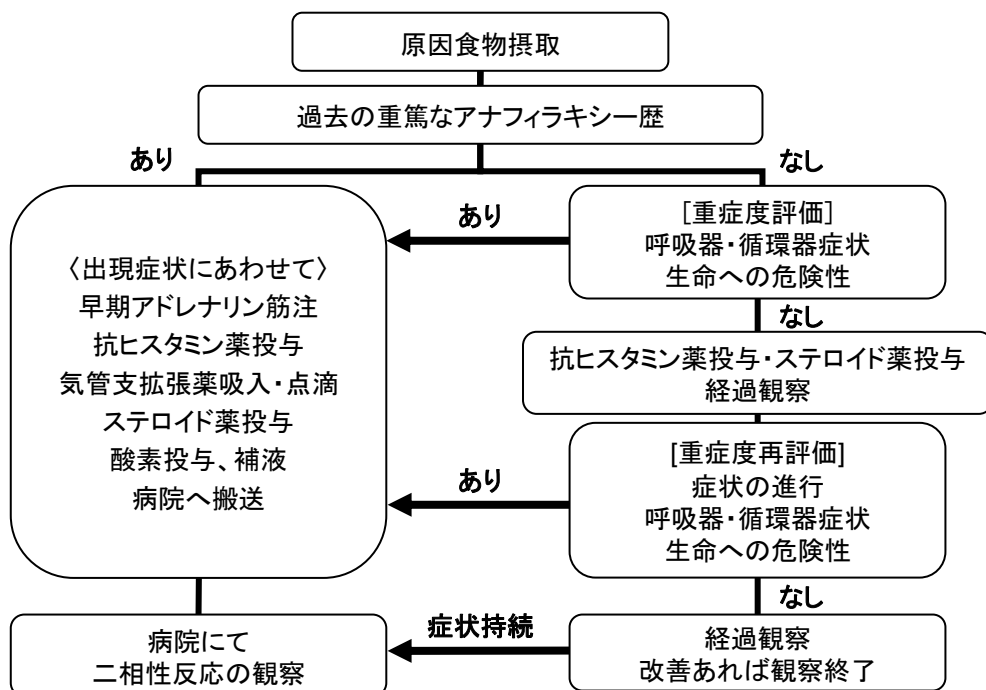 原因食物摂取
過去の重篤なアナフィラキシー歴
あり
なし
〈出現症状にあわせて〉
早期アドレナリン筋注
抗ヒスタミン薬投与
気管支拡張薬吸入・点滴
ステロイド薬投与
酸素投与、補液
病院へ搬送
あり
[重症度評価]
呼吸器・循環器症状
生命への危険性
なし
抗ヒスタミン薬投与・ステロイド薬投与
経過観察
あり
[重症度再評価]
症状の進行
呼吸器・循環器症状
生命への危険性
なし
病院にて
二相性反応の観察
症状持続
経過観察
改善あれば観察終了